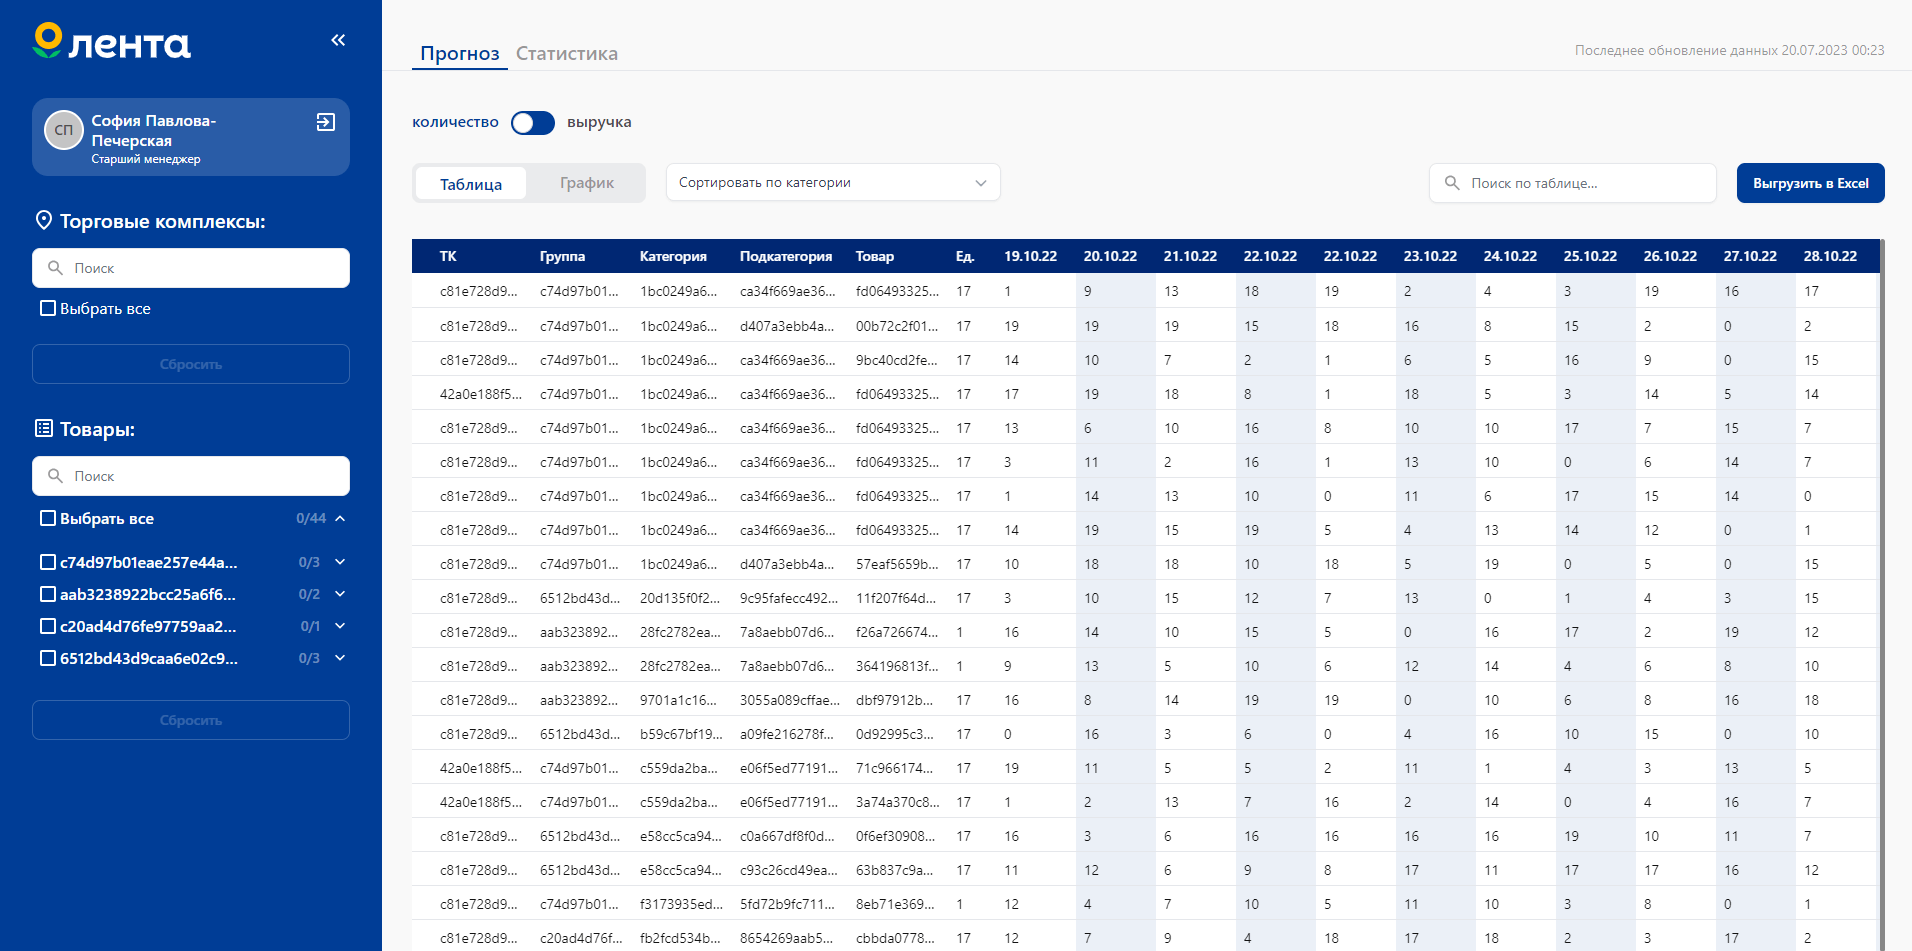 лента
СП
София Павлова-
Печерская
Старший менеджер
Торговые комплексы:
Поиск
Выбрать все
Сбросить
Товары:
Поиск
Выбрать все 0/44
c74d97b01eae257e44a... 0/3
aab3238922bcc25a6f6... 0/2
c20ad4d76fe97759aa2... 0/1
6512bd43d9caa6e02c9... 0/3
Сбросить
Прогноз Статистика
Последнее обновление данных 20.07.2023 00:23
количество выручка
Таблица График Сортировать по категории Поиск по таблице... Выгрузить в Excel
ТК Группа Категория Подкатегория Товар Ед. 19.10.22 20.10.22 21.10.22 22.10.22 22.10.22 23.10.22 24.10.22 25.10.22 26.10.22 27.10.22 28.10.22
c81e728d9... c74d97b01... 1bc0249a6... ca34f669ae36... fd06493325... 17 1 9 13 18 19 2 4 3 19 16 17
c81e728d9... c74d97b01... 1bc0249a6... d407a3ebb4a... 00b72c2f01... 17 19 19 19 15 18 16 8 15 2 0 2
c81e728d9... c74d97b01... 1bc0249a6... ca34f669ae36... 9bc40cd2fe... 17 14 10 7 2 1 6 5 16 9 0 15
42a0e188f5... c74d97b01... 1bc0249a6... ca34f669ae36... fd06493325... 17 17 19 18 8 1 18 5 3 14 5 14
c81e728d9... c74d97b01... 1bc0249a6... ca34f669ae36... fd06493325... 17 13 6 10 16 8 10 10 17 7 15 7
c81e728d9... c74d97b01... 1bc0249a6... ca34f669ae36... fd06493325... 17 3 11 2 16 1 13 10 0 6 14 7
c81e728d9... c74d97b01... 1bc0249a6... ca34f669ae36... fd06493325... 17 1 14 13 10 0 11 6 17 15 14 0
c81e728d9... c74d97b01... 1bc0249a6... ca34f669ae36... fd06493325... 17 14 19 15 19 5 4 13 14 12 0 1
c81e728d9... c74d97b01... 1bc0249a6... d407a3ebb4a... 57eaf5659b... 17 10 18 18 10 18 5 19 0 5 0 15
c81e728d9... 6512bd43d... 20d135f0f2... 9c95fafecc492... 11f207f64d... 17 3 10 15 12 7 13 0 1 4 3 15
c81e728d9... aab323892... 28fc2782ea... 7a8aebb07d6... f26a726674... 1 16 14 10 15 5 0 16 17 2 19 12
c81e728d9... aab323892... 28fc2782ea... 7a8aebb07d6... 364196813f... 1 9 13 5 10 6 12 14 4 6 8 10
c81e728d9... aab323892... 9701a1c16... 3055a089cffae... dbf97912b... 17 16 8 14 19 19 0 10 6 8 16 18
c81e728d9... 6512bd43d... b59c67bf19... a09fe216278f... 0d92995c3... 17 0 16 3 6 0 4 16 10 15 0 10
42a0e188f5... c74d97b01... c559da2ba... e06f5ed77191... 71c966174... 17 19 11 5 5 2 11 1 4 3 13 5
42a0e188f5... c74d97b01... c559da2ba... e06f5ed77191... 3a74a370c8... 17 1 2 13 7 16 2 14 0 4 16 7
c81e728d9... 6512bd43d... e58cc5ca94... c0a667df8f0d... 0f6ef30908... 17 16 3 6 16 16 16 16 19 10 11 7
c81e728d9... 6512bd43d... e58cc5ca94... c93c26cd49ea... 63b837c9a... 17 11 12 6 9 8 17 11 17 17 16 12
c81e728d9... c74d97b01... f3173935ed... 5fd72b9fc711... 8eb71e369... 1 12 4 7 10 5 11 10 3 8 0 1
c81e728d9... c20ad4d76f... fb2fcd534b... 8654269aab5... cbbda0778... 17 12 7 9 4 18 17 18 2 3 17 2